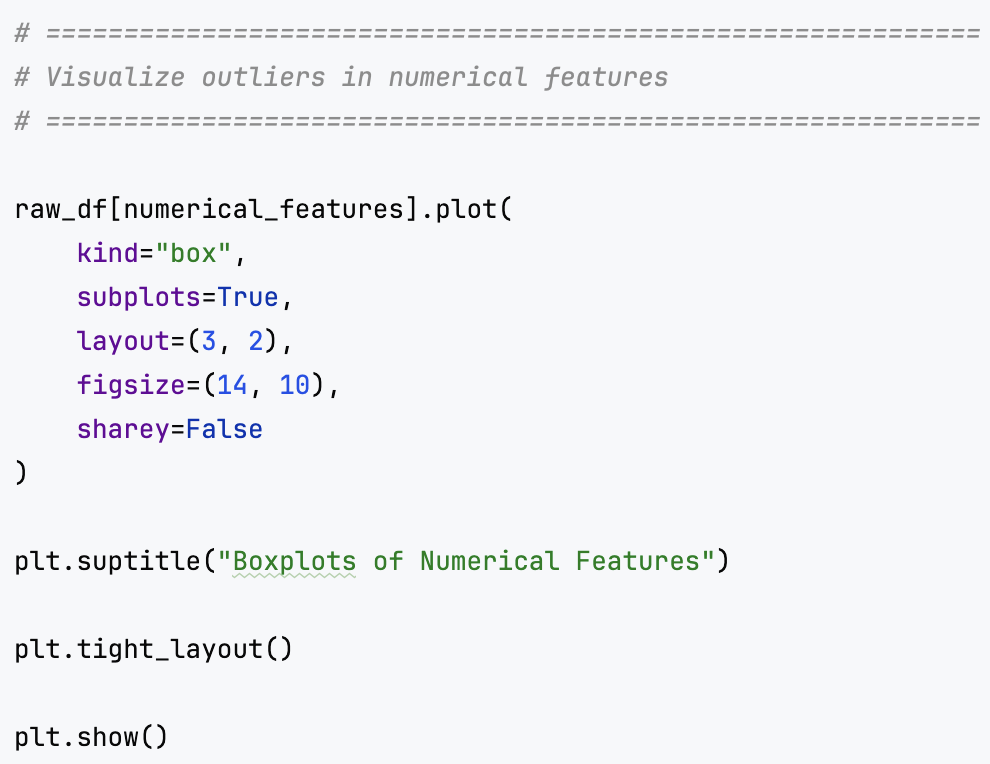 # ============================================================
# Visualize outliers in numerical features
# ============================================================
raw_df[numerical_features].plot(
    kind="box",
    subplots=True,
    layout=(3, 2),
    figsize=(14, 10),
    sharey=False
)
plt.suptitle("Boxplots of Numerical Features")
plt.tight_layout()
plt.show()